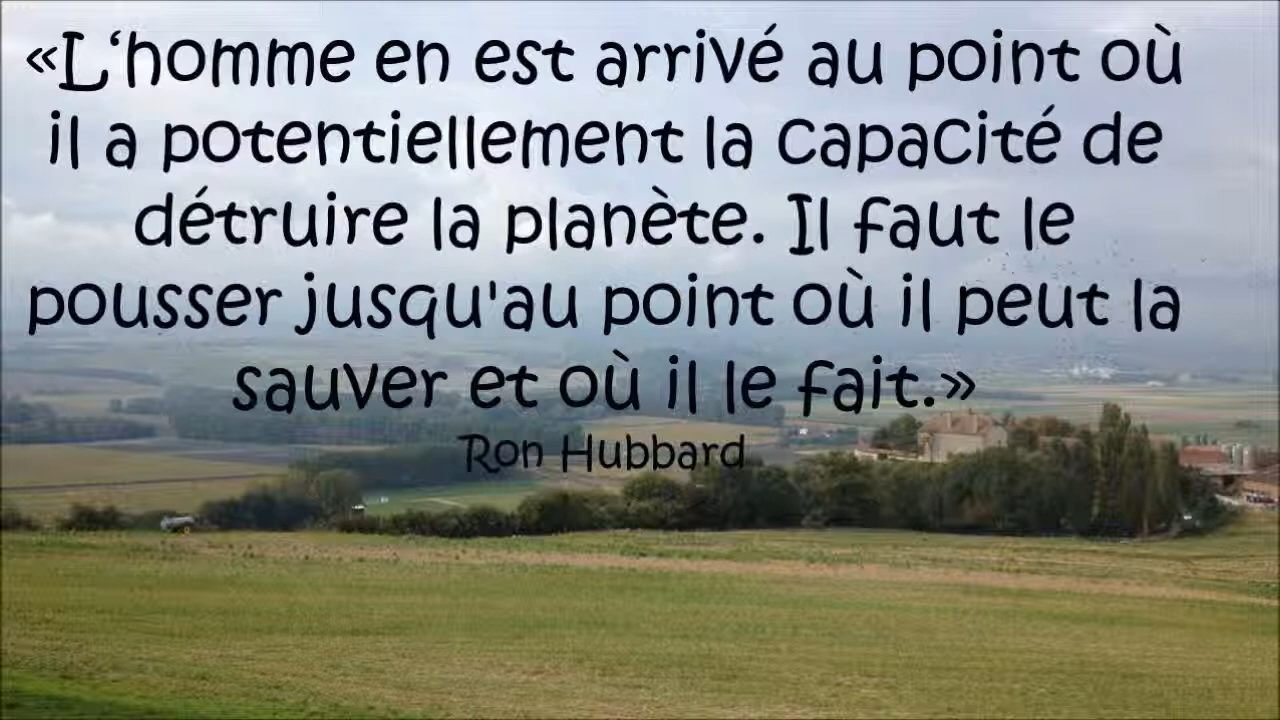 «L‘homme en est arrivé au point où
il a potentiellement la capacité de
détruire la planète. Il faut le
pousser jusqu'au point où il peut la
sauver et où il le fait.»
Ron Hubbard